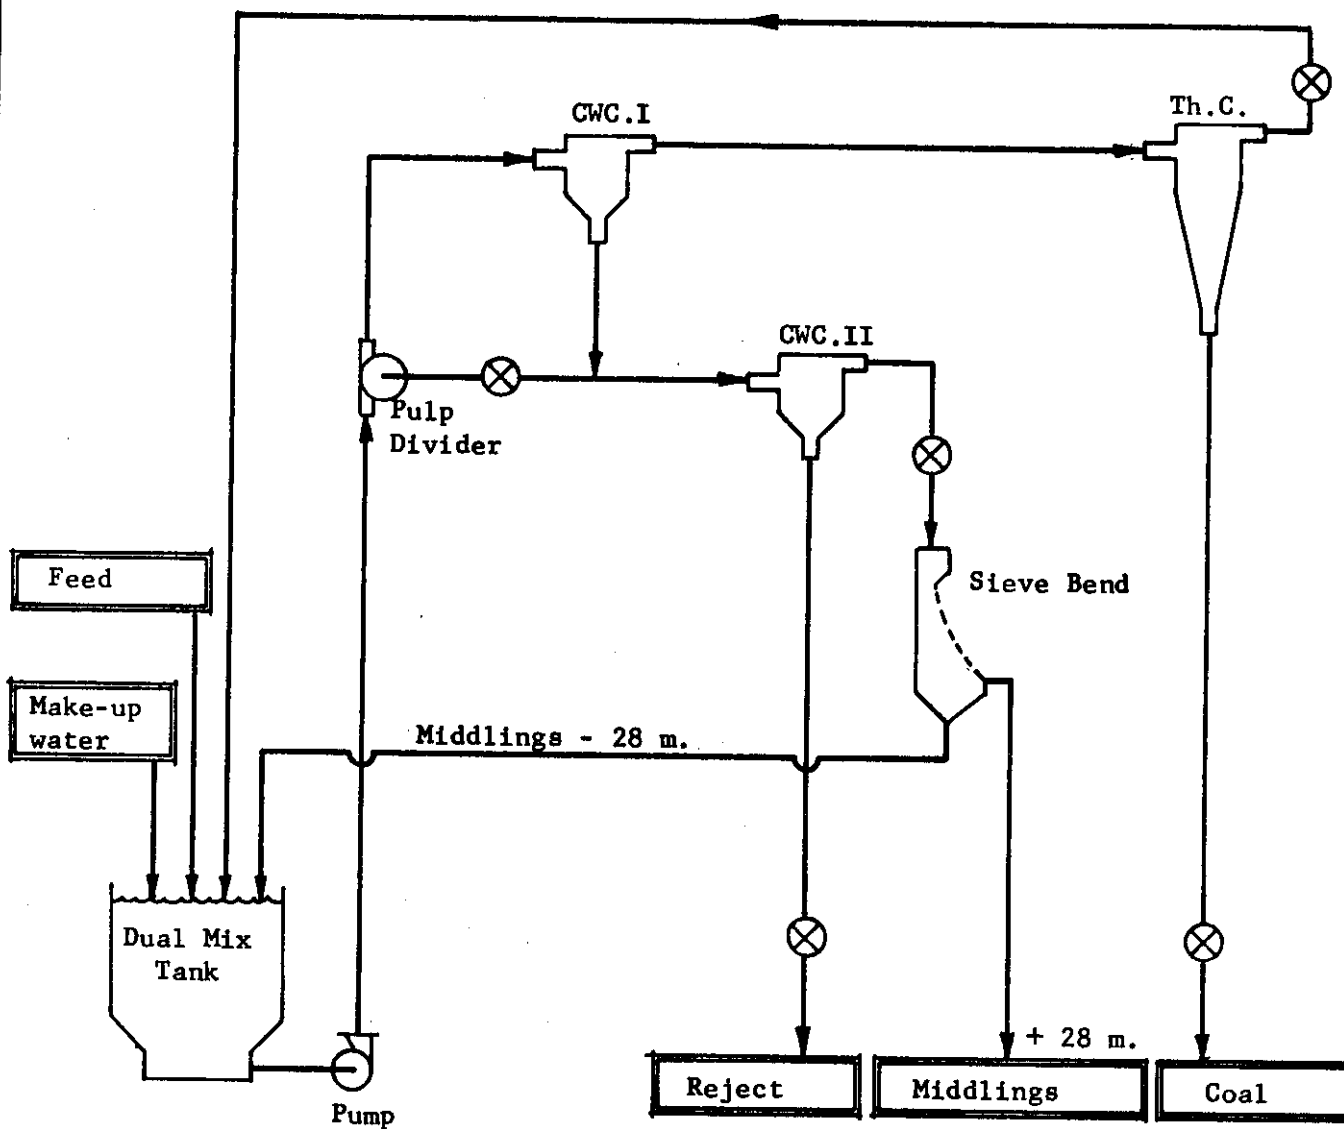 CWC.I
Th.C.
CWC.II
Pulp
Divider
Feed
Sieve Bend
Make-up
water
Middlings - 28 m.
Dual Mix
Tank
+ 28 m.
Reject
Middlings
Coal
Pump